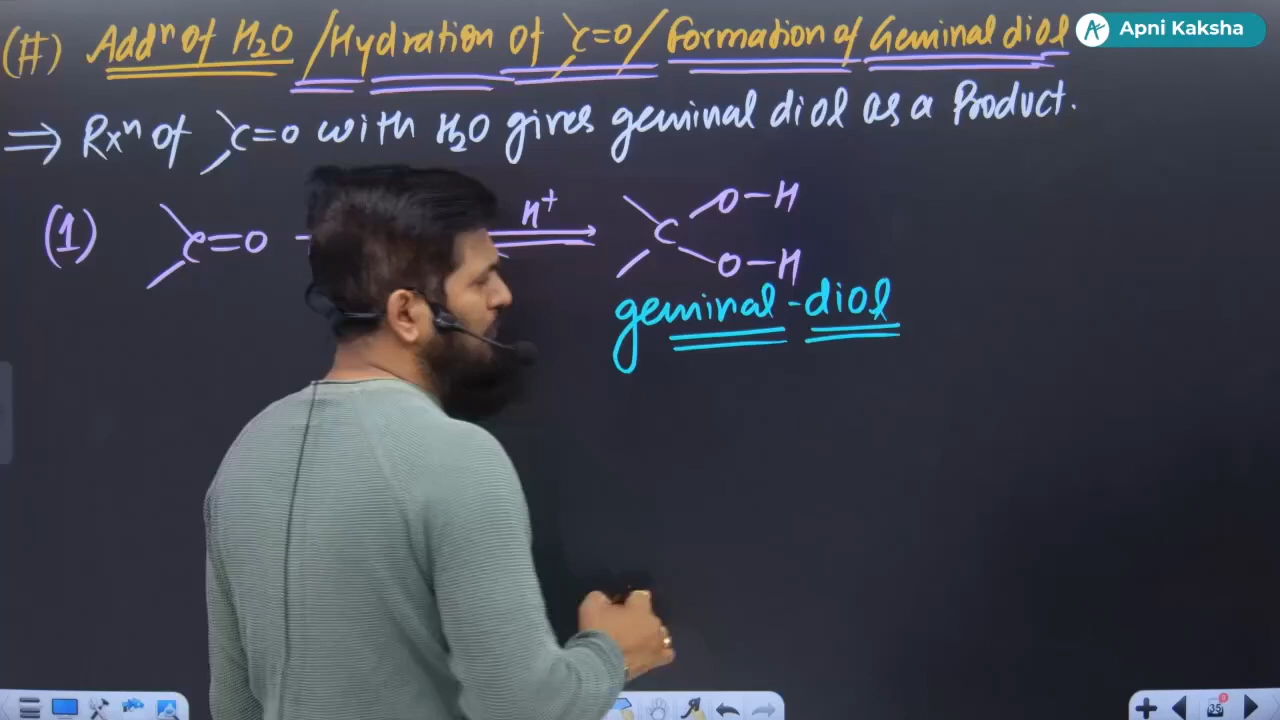 (#) Addⁿ of H₂O / Hydration of >C=O / Formation of Geminal diol
Apni Kaksha
⇒ Rxⁿ of >C=O with H₂O gives geminal diol as a Product.
(1) >C=O H⁺ → C O-H O-H
geminal-diol
35